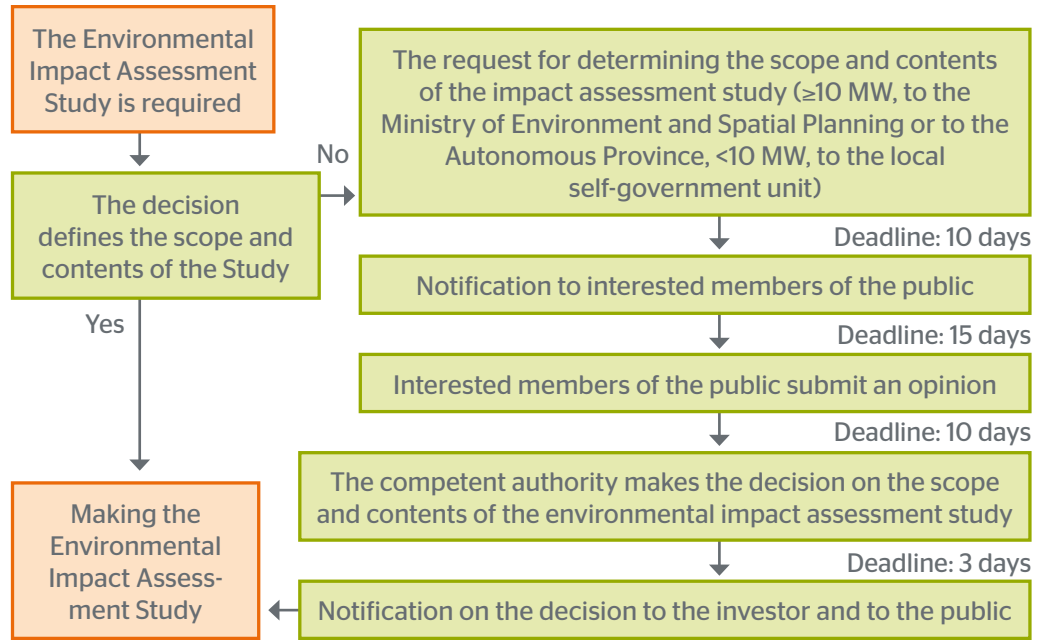 The Environmental
Impact Assessment
Study is required
The decision
defines the scope and
contents of the Study
No
Yes
The request for determining the scope and contents
of the impact assessment study (≥10 MW, to the
Ministry of Environment and Spatial Planning or to the
Autonomous Province, <10 MW, to the local
self-government unit)
Deadline: 10 days
Notification to interested members of the public
Deadline: 15 days
Interested members of the public submit an opinion
Deadline: 10 days
The competent authority makes the decision on the scope
and contents of the environmental impact assessment study
Deadline: 3 days
Notification on the decision to the investor and to the public
Making the
Environmental
Impact Assess-
ment Study